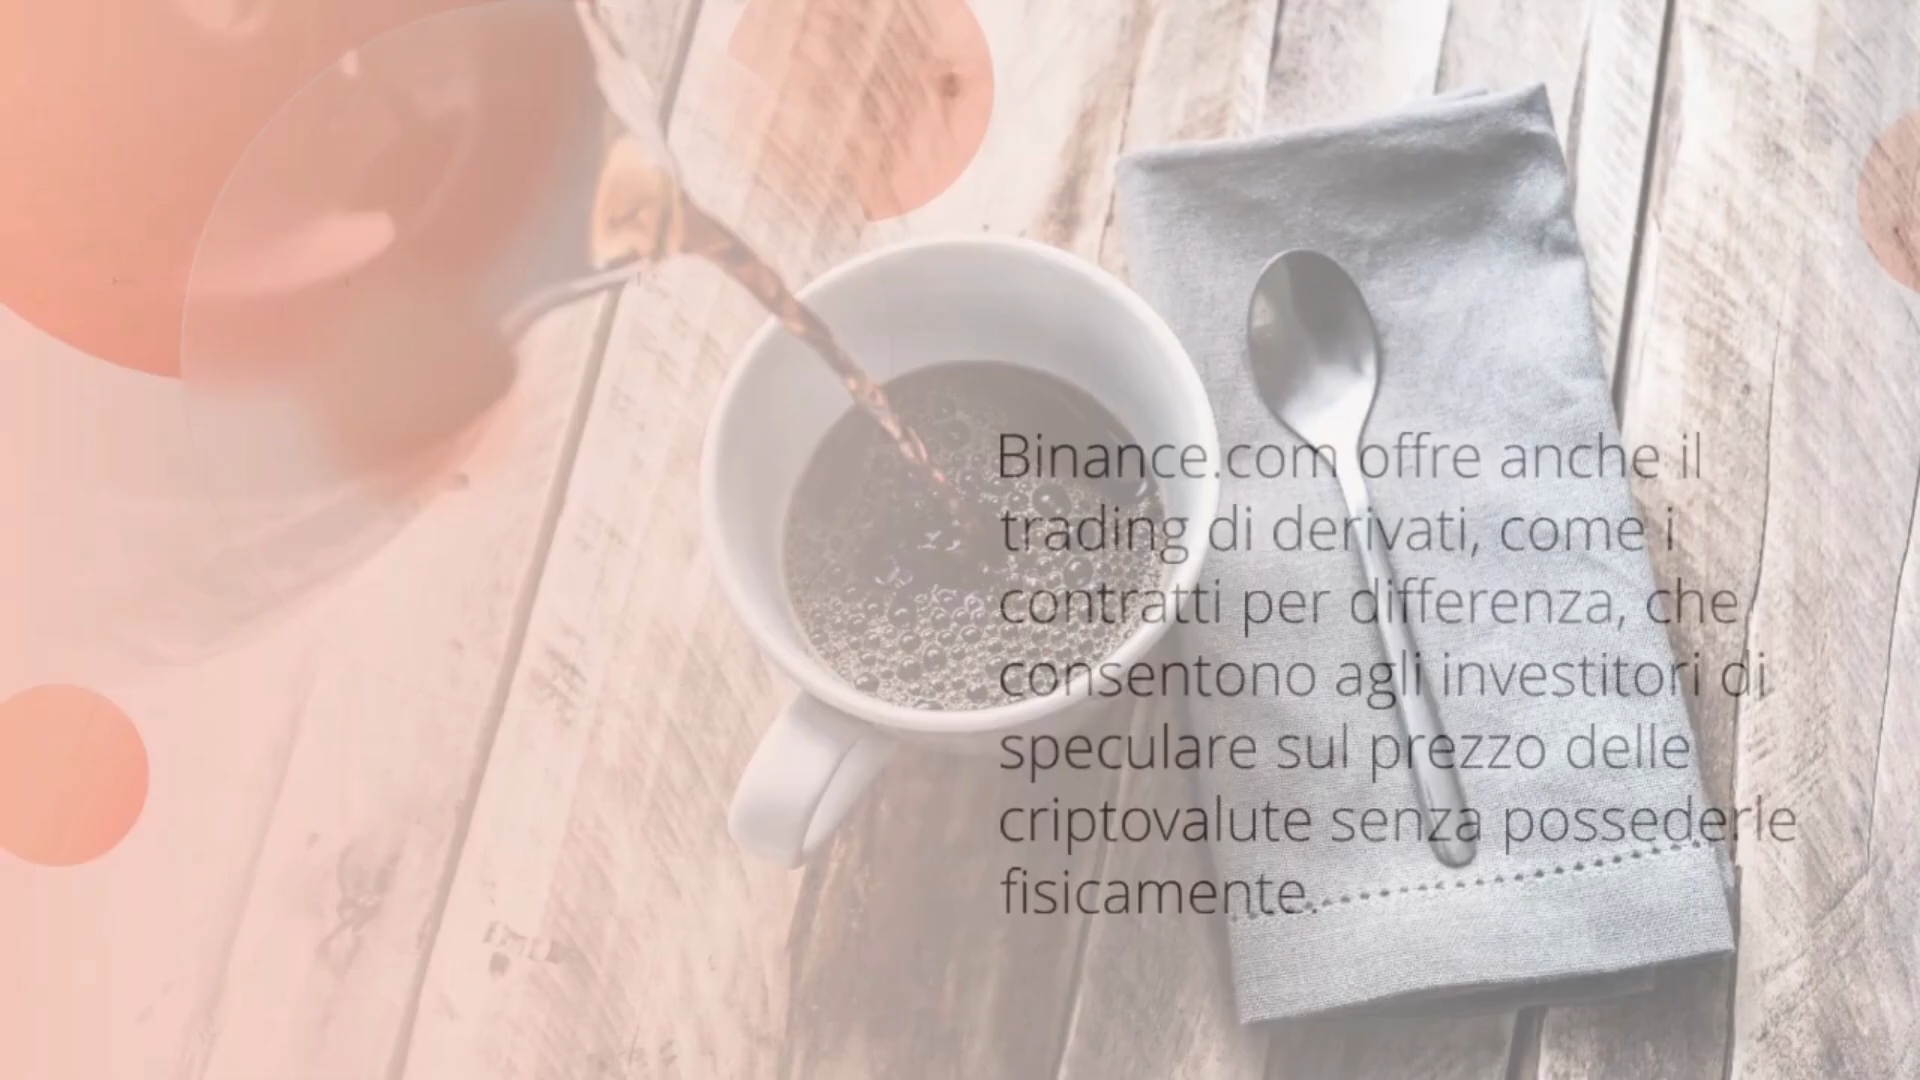 Binance.com offre anche il
trading di derivati, come i
contratti per differenza, che
consentono agli investitori di
speculare sul prezzo delle
criptovalute senza possederle
fisicamente.